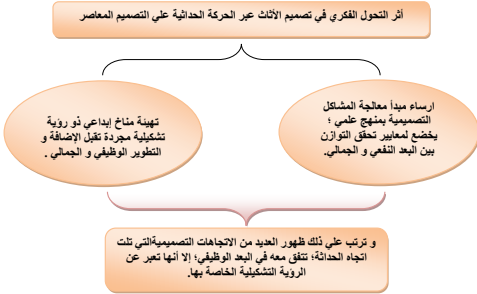 أثر التحول الفكري في تصميم الأثاث عبر الحركة الحداثية علي التصميم المعاصر
ارساء مبدأ معالجة المشاكل
التصميمية بمنهج علمي ؛
يخضع لمعايير تحقق التوازن
بين البعد النفعي و الجمالي.
تهيئة مناخ إبداعي ذو رؤية
تشكيلية مجردة تقبل الإضافة و
التطوير الوظيفي و الجمالي .
و ترتب علي ذلك ظهور العديد من الاتجاهات التصميميةالتي تلت
اتجاه الحداثة؛ تتفق معه في البعد الوظيفي؛ إلا أنها تعبر عن
الرؤية التشكيلية الخاصة بها.